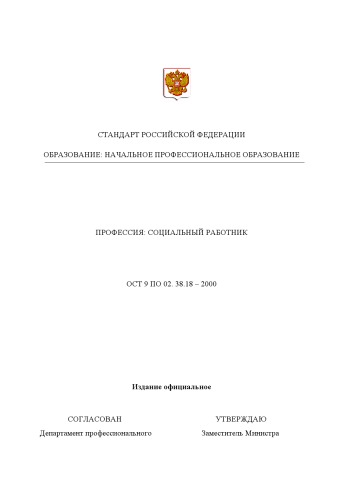 СТАНДАРТ РОССИЙСКОЙ ФЕДЕРАЦИИ
ОБРАЗОВАНИЕ: НАЧАЛЬНОЕ ПРОФЕССИОНАЛЬНОЕ ОБРАЗОВАНИЕ
ПРОФЕССИЯ: СОЦИАЛЬНЫЙ РАБОТНИК
ОСТ 9 ПО 02. 38.18 – 2000
Издание официальное
СОГЛАСОВАН УТВЕРЖДАЮ
Департамент профессионального Заместитель Министра